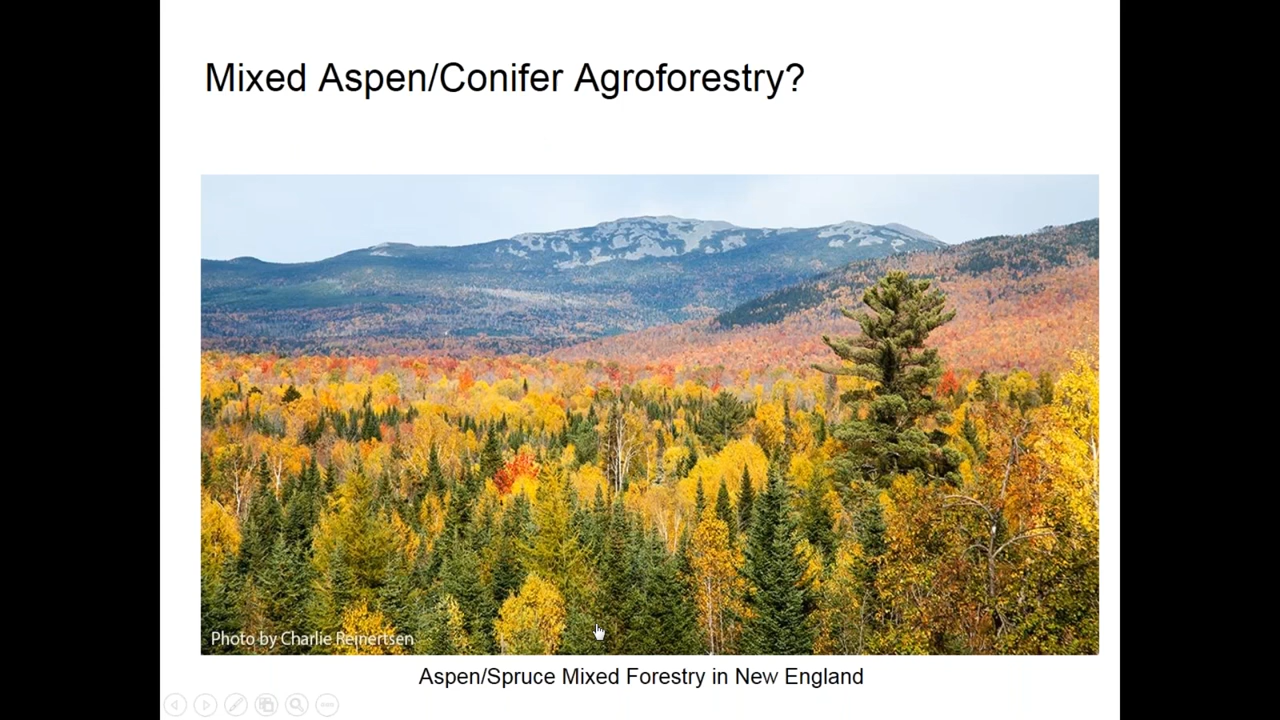 Mixed Aspen/Conifer Agroforestry?
Photo by Charlie Reinertsen
Aspen/Spruce Mixed Forestry in New England